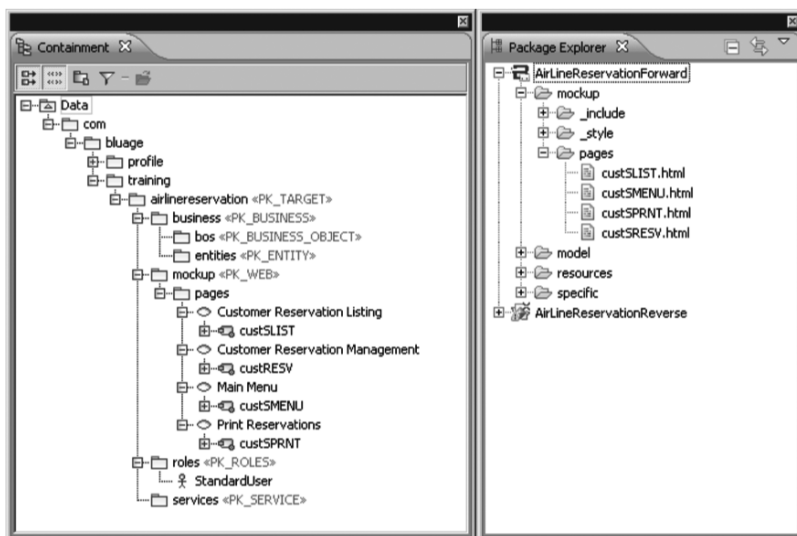 Containment
Data
com
bluage
profile
training
airlinereservation «PK_TARGET»
business «PK_BUSINESS»
bos «PK_BUSINESS_OBJECT»
entities «PK_ENTITY»
mockup «PK_WEB»
pages
Customer Reservation Listing
custSLIST
Customer Reservation Management
custRESV
Main Menu
custSMENU
Print Reservations
custSPRNT
roles «PK_ROLES»
StandardUser
services «PK_SERVICE»
Package Explorer
AirLineReservationForward
mockup
_include
_style
pages
custSLIST.html
custSMENU.html
custSPRNT.html
custSRESV.html
model
resources
specific
AirLineReservationReverse